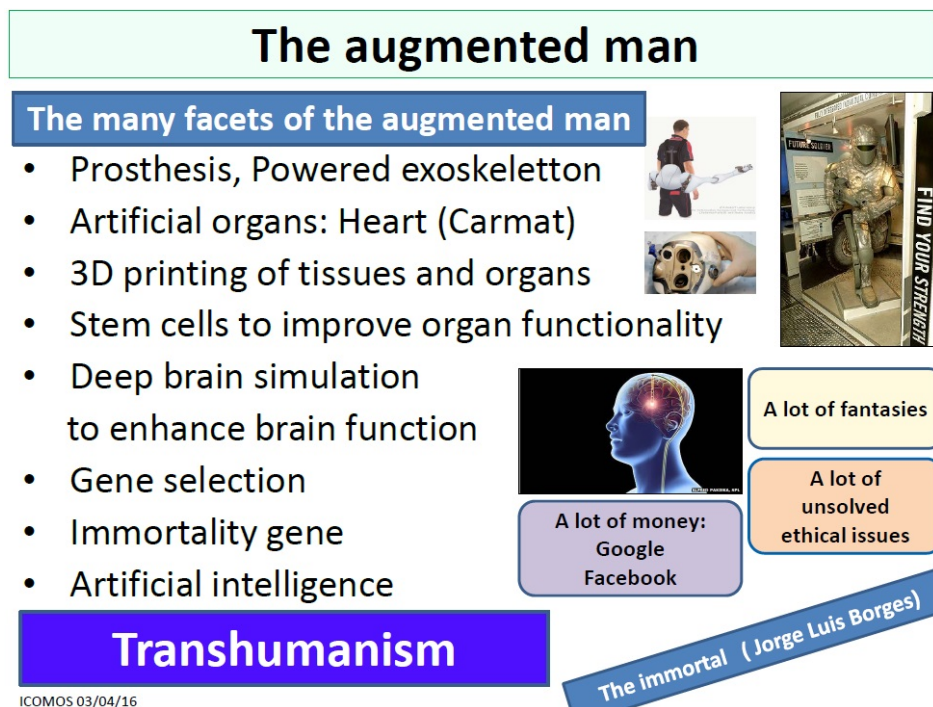 The augmented man
The many facets of the augmented man
• Prosthesis, Powered exoskeletton
• Artificial organs: Heart (Carmat)
• 3D printing of tissues and organs
• Stem cells to improve organ functionality
• Deep brain simulation
to enhance brain function
• Gene selection
• Immortality gene
• Artificial intelligence
FUTURE SOLDIER
FIND YOUR STRENGTH
A lot of fantasies
A lot of
unsolved
ethical issues
A lot of money:
Google
Facebook
Transhumanism
The immortal ( Jorge Luis Borges)
ICOMOS 03/04/16